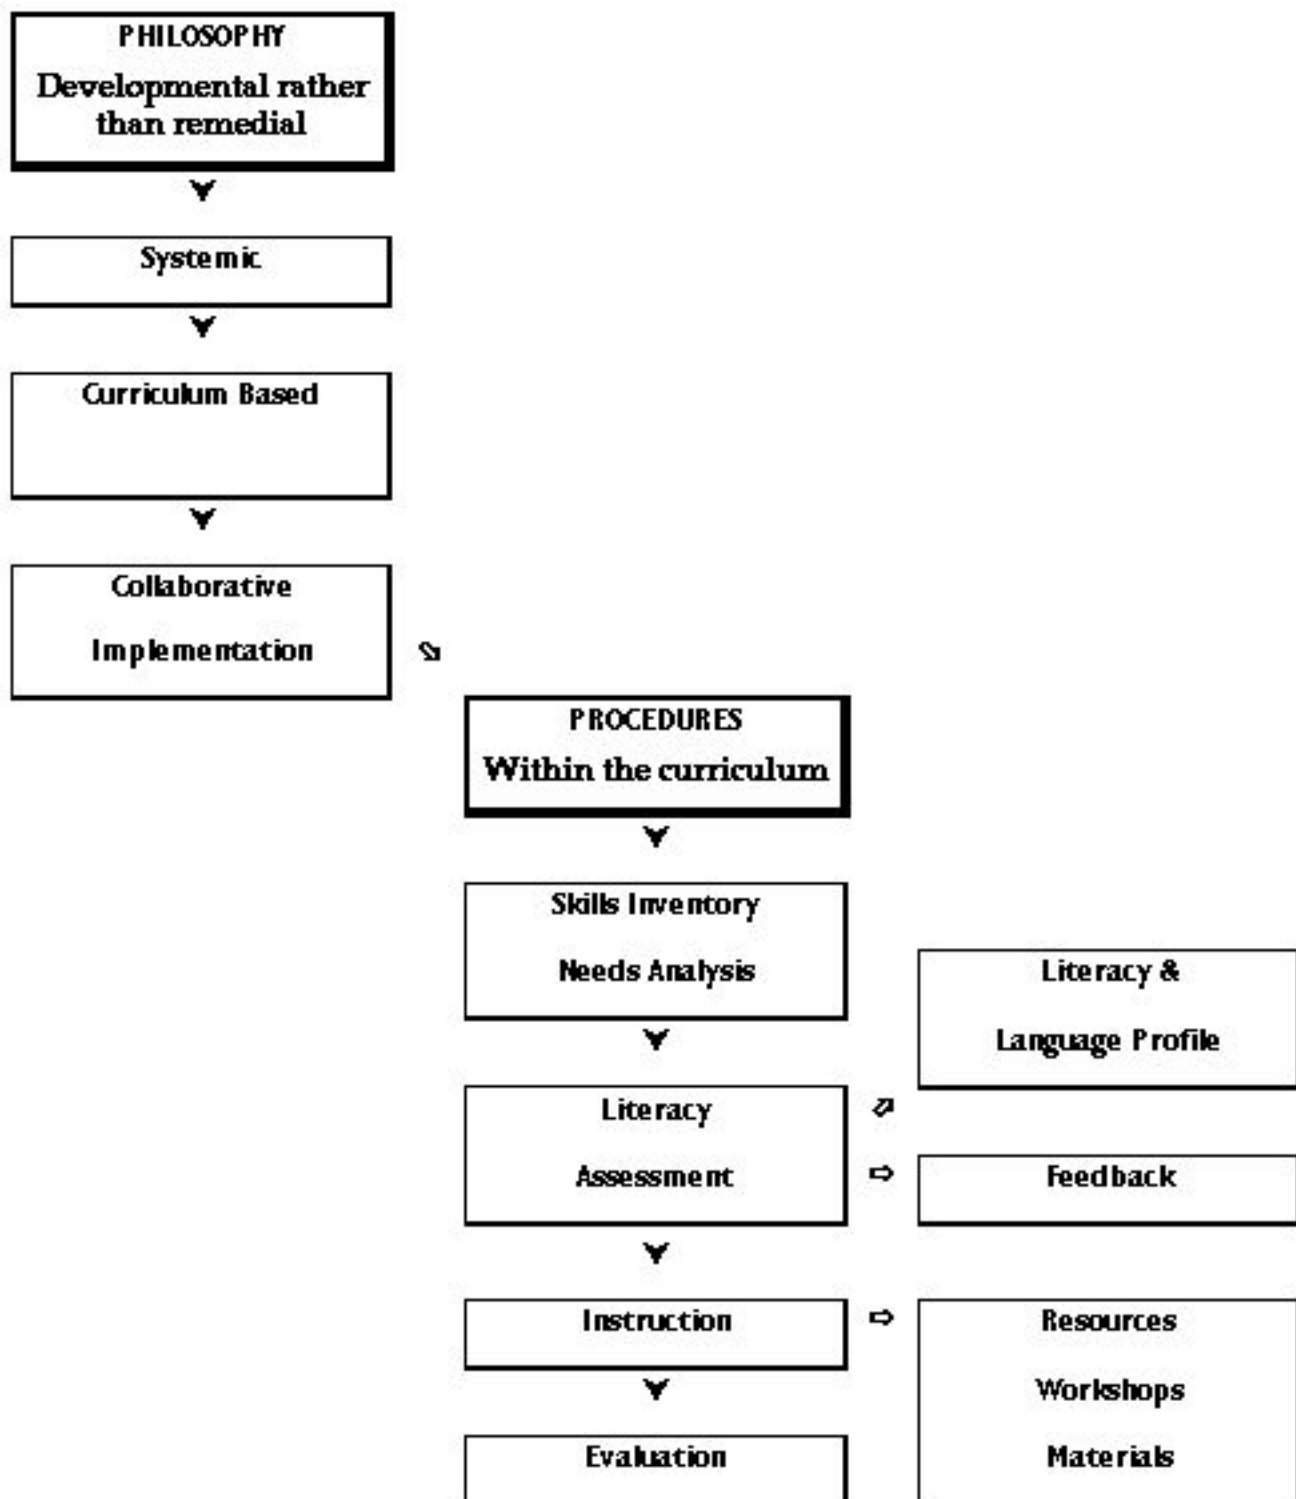 PHILOSOPHY
Developmental rather
than remedial
Systemic
Curriculum Based
Collaborative
Implementation
PROCEDURES
Within the curriculum
Skills Inventory
Needs Analysis
Literacy &
Language Profile
Literacy
Assessment
Feedback
Instruction
Resources
Workshops
Materials
Evaluation